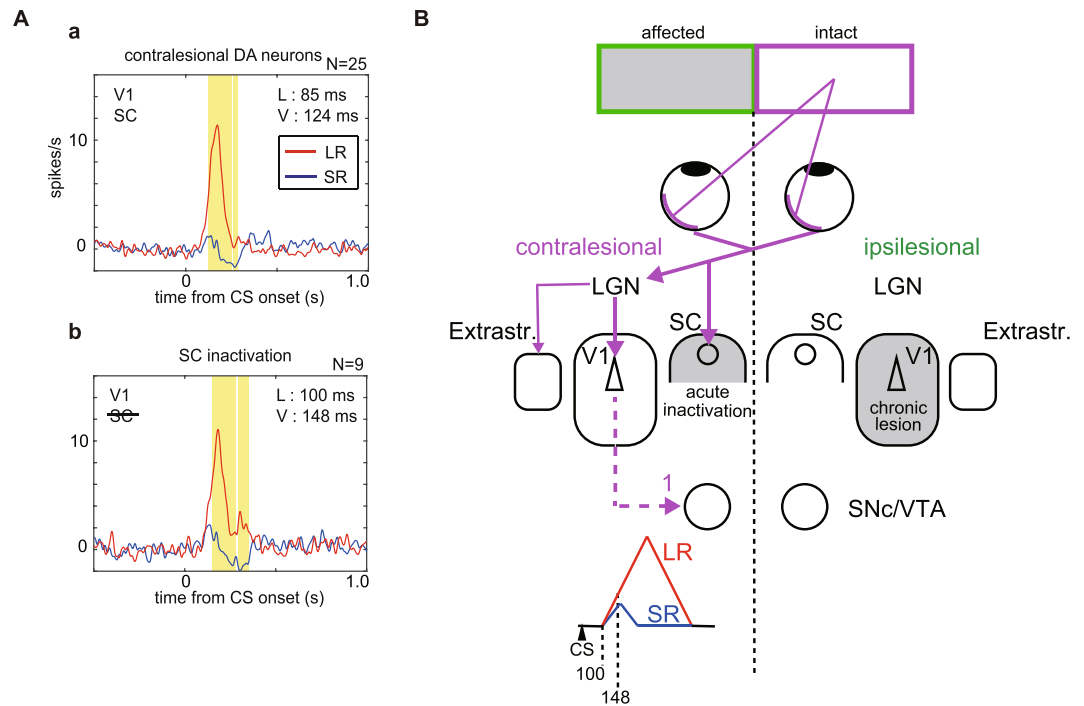 A
a
contralesional DA neurons
N=25
V1
SC
L : 85 ms
V : 124 ms
LR
SR
10
0
spikes/s
0
1.0
time from CS onset (s)
b
SC inactivation
N=9
V1
SC
L : 100 ms
V : 148 ms
10
0
0
1.0
time from CS onset (s)
B
affected
intact
contralesional
ipsilesional
LGN
LGN
Extrastr.
SC
SC
Extrastr.
V1
V1
acute
inactivation
chronic
lesion
1
SNc/VTA
LR
SR
CS
100
148